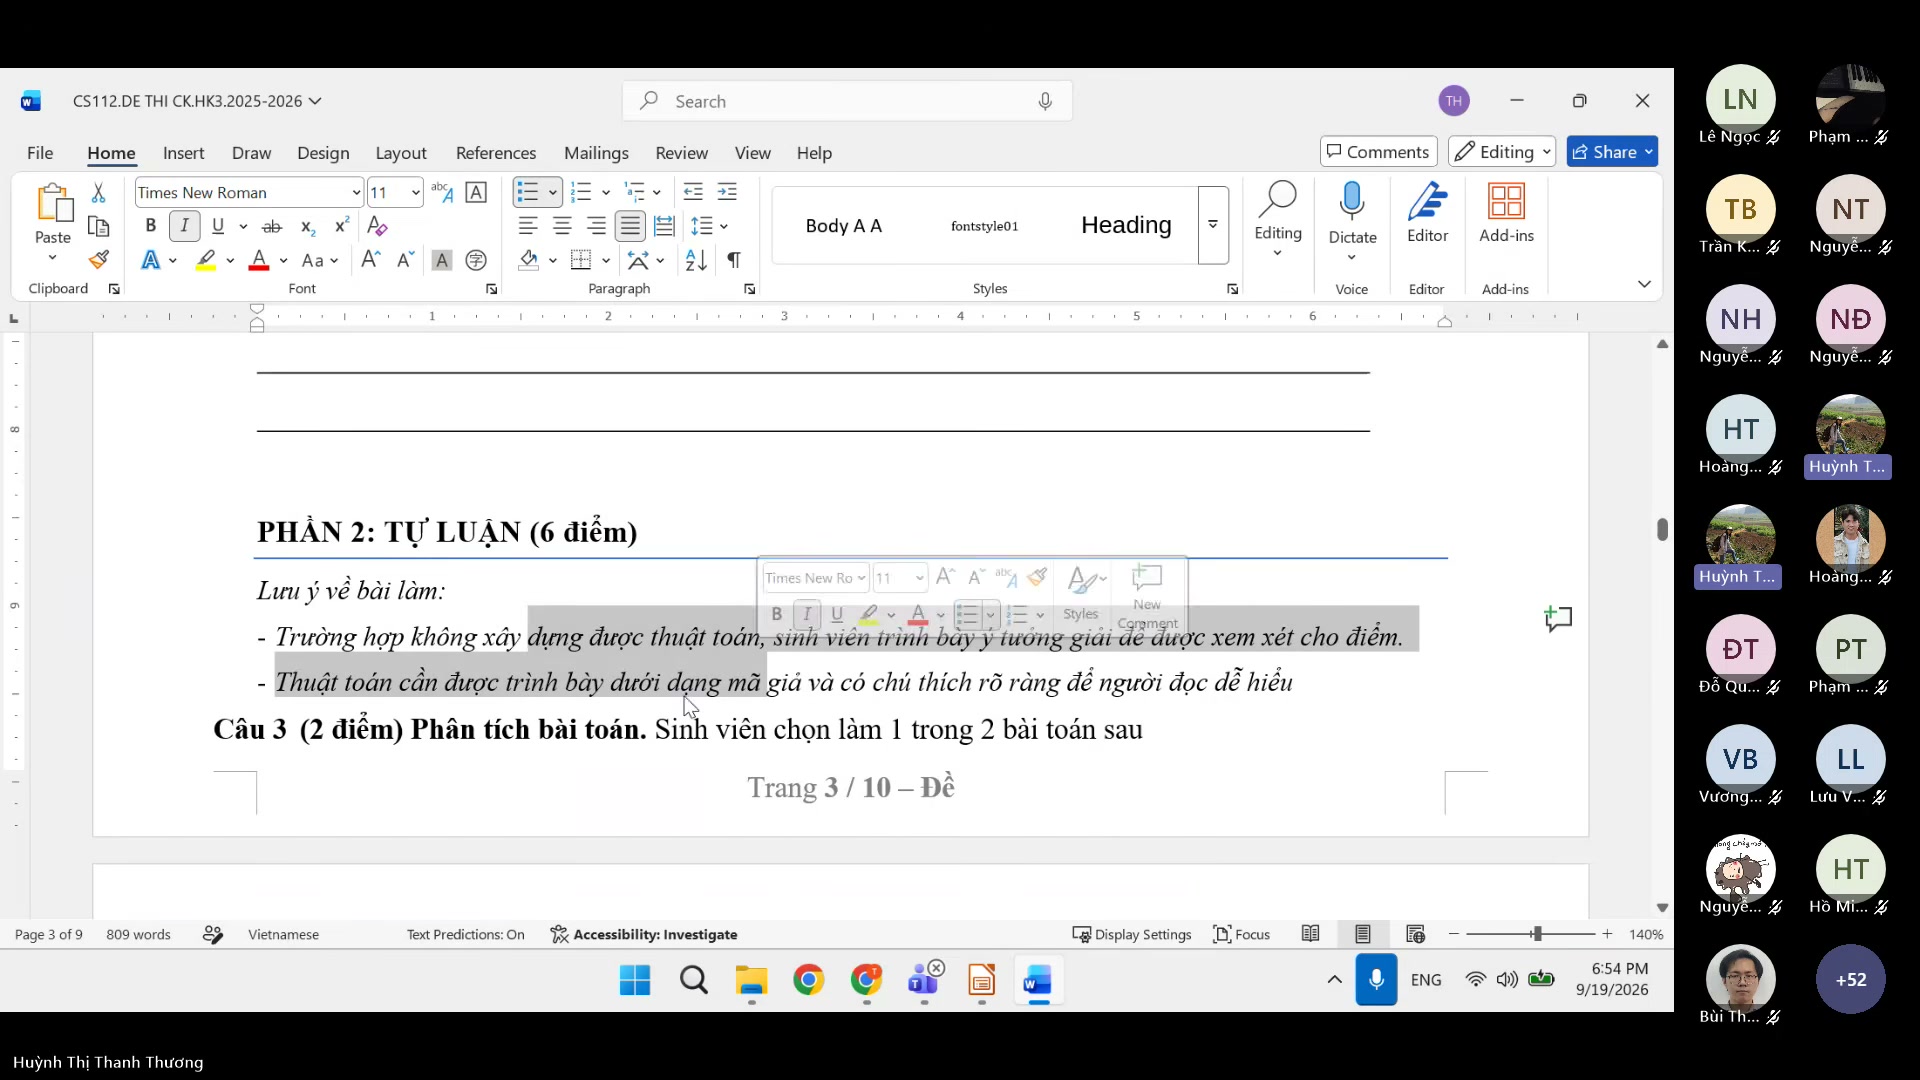 CS112.DE THI CK.HK3.2025-2026
Search
TH
File Home Insert Draw Design Layout References Mailings Review View Help
Comments
Editing
Share
Times New Roman
11
Paste
Clipboard
Font
Paragraph
Body A A
fontstyle01
Heading
Styles
Editing
Dictate
Editor
Add-ins
Voice
Editor
Add-ins
1 2 3 4 5 6
8
9
PHẦN 2: TỰ LUẬN (6 điểm)
Times New Ro
11
Styles
New
Comment
Lưu ý về bài làm:
- Trường hợp không xây dựng được thuật toán, sinh viên trình bày ý tưởng giải để được xem xét cho điểm.
- Thuật toán cần được trình bày dưới dạng mã giả và có chú thích rõ ràng để người đọc dễ hiểu
Câu 3 (2 điểm) Phân tích bài toán. Sinh viên chọn làm 1 trong 2 bài toán sau
Trang 3 / 10 – Đề
Page 3 of 9
809 words
Vietnamese
Text Predictions: On
Accessibility: Investigate
Display Settings
Focus
140%
ENG
6:54 PM
9/19/2026
LN
Lê Ngọc
Phạm ...
TB
Trần K...
NT
Nguyễ...
NH
Nguyễ...
NĐ
Nguyễ...
HT
Hoàng...
Huỳnh T...
Huỳnh T...
Hoàng...
ĐT
Đỗ Qu...
PT
Phạm ...
VB
Vương...
LL
Lưu V...
Nguyễ...
HT
Hồ Mi...
Bùi Th...
+52
Huỳnh Thị Thanh Thương